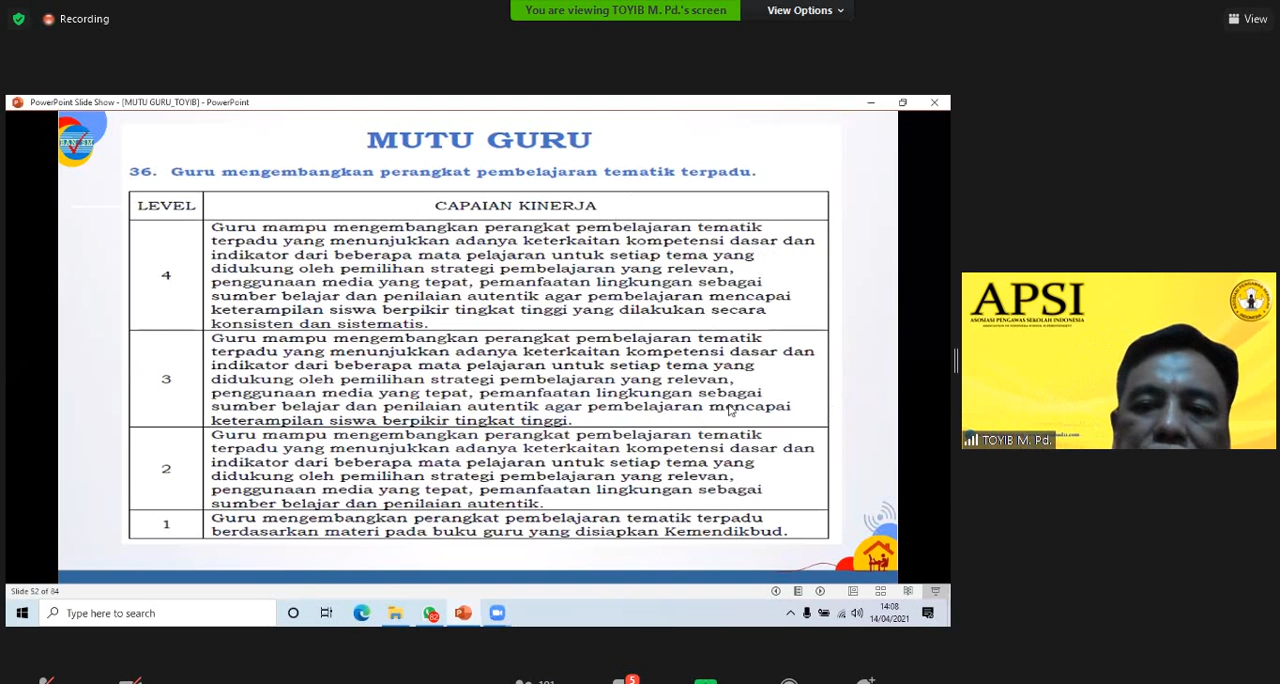 Recording
You are viewing TOYIB M. Pd.'s screen
View Options
View
PowerPoint Slide Show - [MUTU GURU_TOYIB] - PowerPoint
MUTU GURU
36. Guru mengembangkan perangkat pembelajaran tematik terpadu.
LEVEL
CAPAIAN KINERJA
4
Guru mampu mengembangkan perangkat pembelajaran tematik
terpadu yang menunjukkan adanya keterkaitan kompetensi dasar dan
indikator dari beberapa mata pelajaran untuk setiap tema yang
didukung oleh pemilihan strategi pembelajaran yang relevan,
penggunaan media yang tepat, pemanfaatan lingkungan sebagai
sumber belajar dan penilaian autentik agar pembelajaran mencapai
keterampilan siswa berpikir tingkat tinggi yang dilakukan secara
konsisten dan sistematis.
3
Guru mampu mengembangkan perangkat pembelajaran tematik
terpadu yang menunjukkan adanya keterkaitan kompetensi dasar dan
indikator dari beberapa mata pelajaran untuk setiap tema yang
didukung oleh pemilihan strategi pembelajaran yang relevan,
penggunaan media yang tepat, pemanfaatan lingkungan sebagai
sumber belajar dan penilaian autentik agar pembelajaran mencapai
keterampilan siswa berpikir tingkat tinggi.
2
Guru mampu mengembangkan perangkat pembelajaran tematik
terpadu yang menunjukkan adanya keterkaitan kompetensi dasar dan
indikator dari beberapa mata pelajaran untuk setiap tema yang
didukung oleh pemilihan strategi pembelajaran yang relevan,
penggunaan media yang tepat, pemanfaatan lingkungan sebagai
sumber belajar dan penilaian autentik.
1
Guru mengembangkan perangkat pembelajaran tematik terpadu
berdasarkan materi pada buku guru yang disiapkan Kemendikbud.
Slide 52 of 84
Type here to search
14:08
14/04/2021
APSI
ASOSIASI PENGAWAS SEKOLAH INDONESIA
TOYIB M. Pd.
5